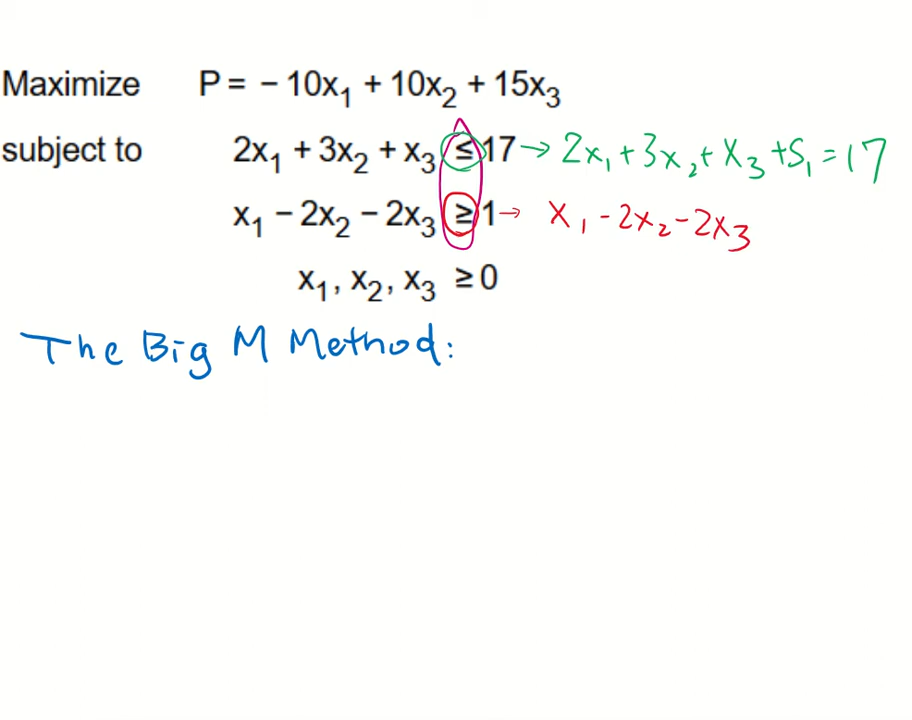 Maximize P = − 10x₁ + 10x₂ + 15x₃
subject to 2x₁ + 3x₂ + x₃ ≤ 17 → 2x₁ + 3x₂ + x₃ + s₁ = 17
x₁ − 2x₂ − 2x₃ ≥ 1 → x₁ − 2x₂ − 2x₃
x₁, x₂, x₃ ≥ 0
The Big M Method: